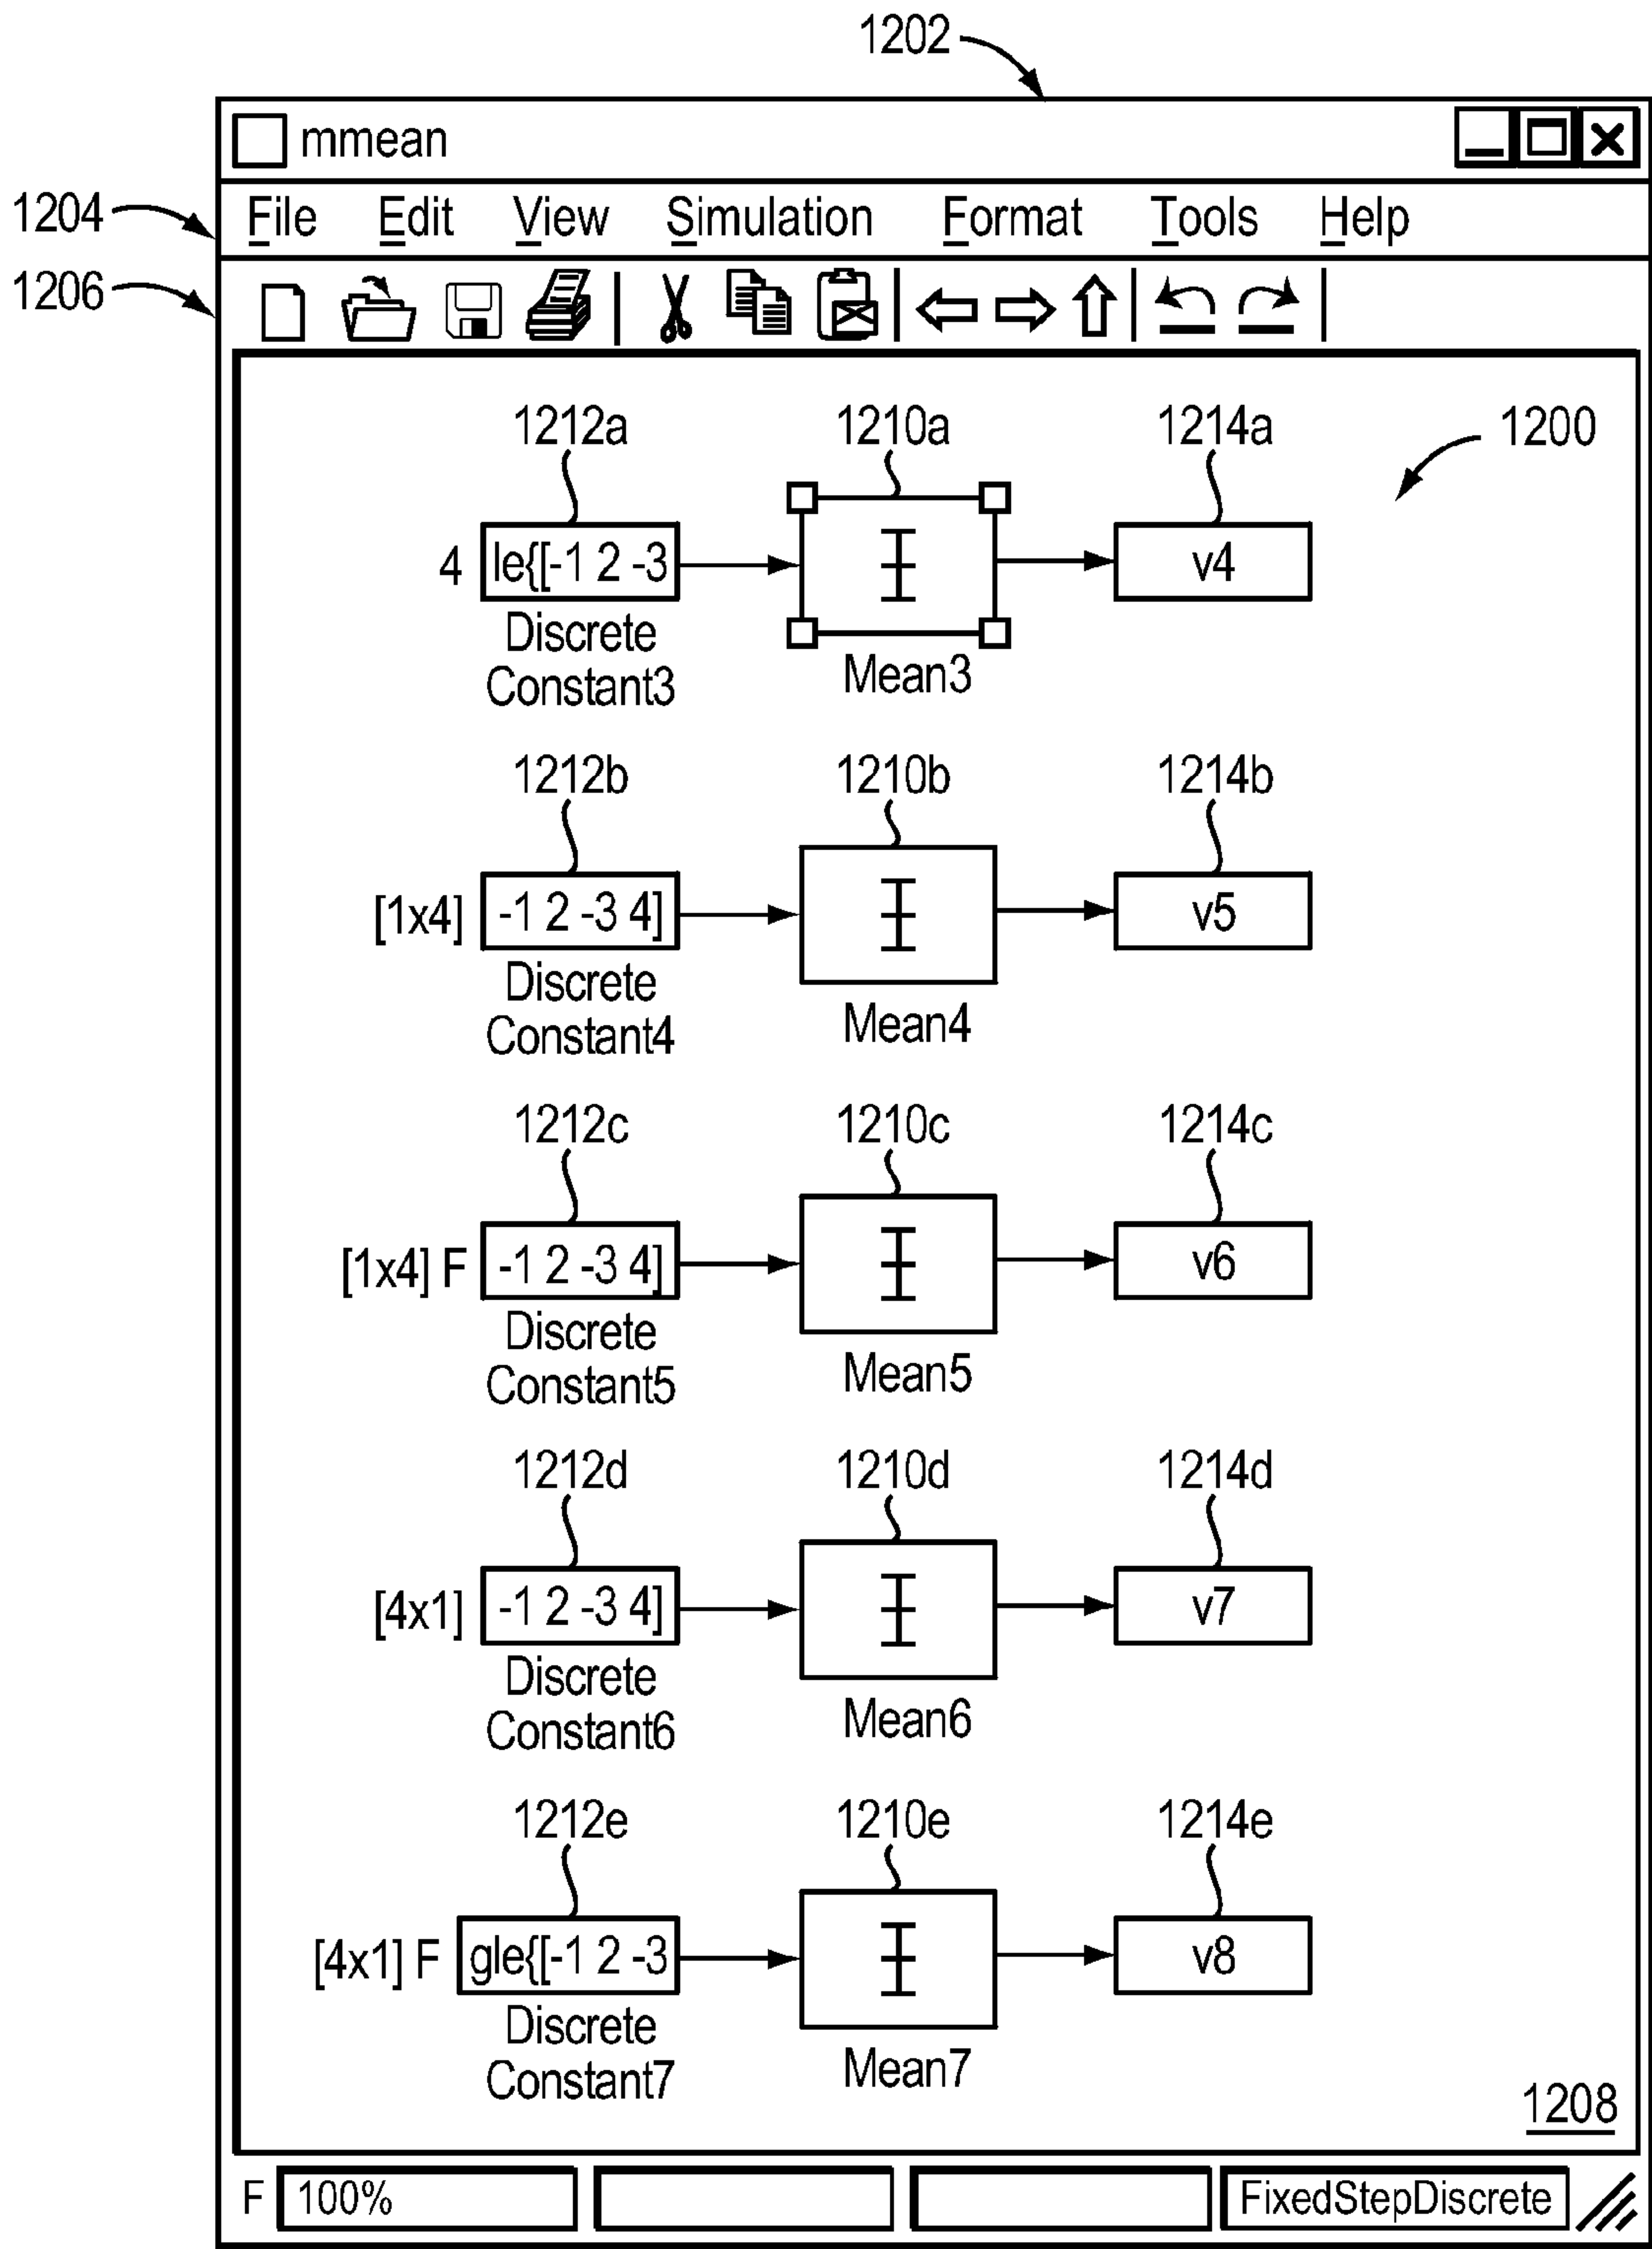 1202
mmean
1204
File Edit View Simulation Format Tools Help
1206
1212a 1210a 1214a
1200
4 le{[-1 2 -3 v4
Discrete
Constant3
Mean3
1212b 1210b 1214b
[1x4] -1 2 -3 4] v5
Discrete
Constant4
Mean4
1212c 1210c 1214c
[1x4] F -1 2 -3 4] v6
Discrete
Constant5
Mean5
1212d 1210d 1214d
[4x1] -1 2 -3 4] v7
Discrete
Constant6
Mean6
1212e 1210e 1214e
[4x1] F gle{[-1 2 -3 v8
Discrete
Constant7
Mean7
1208
F 100% FixedStepDiscrete